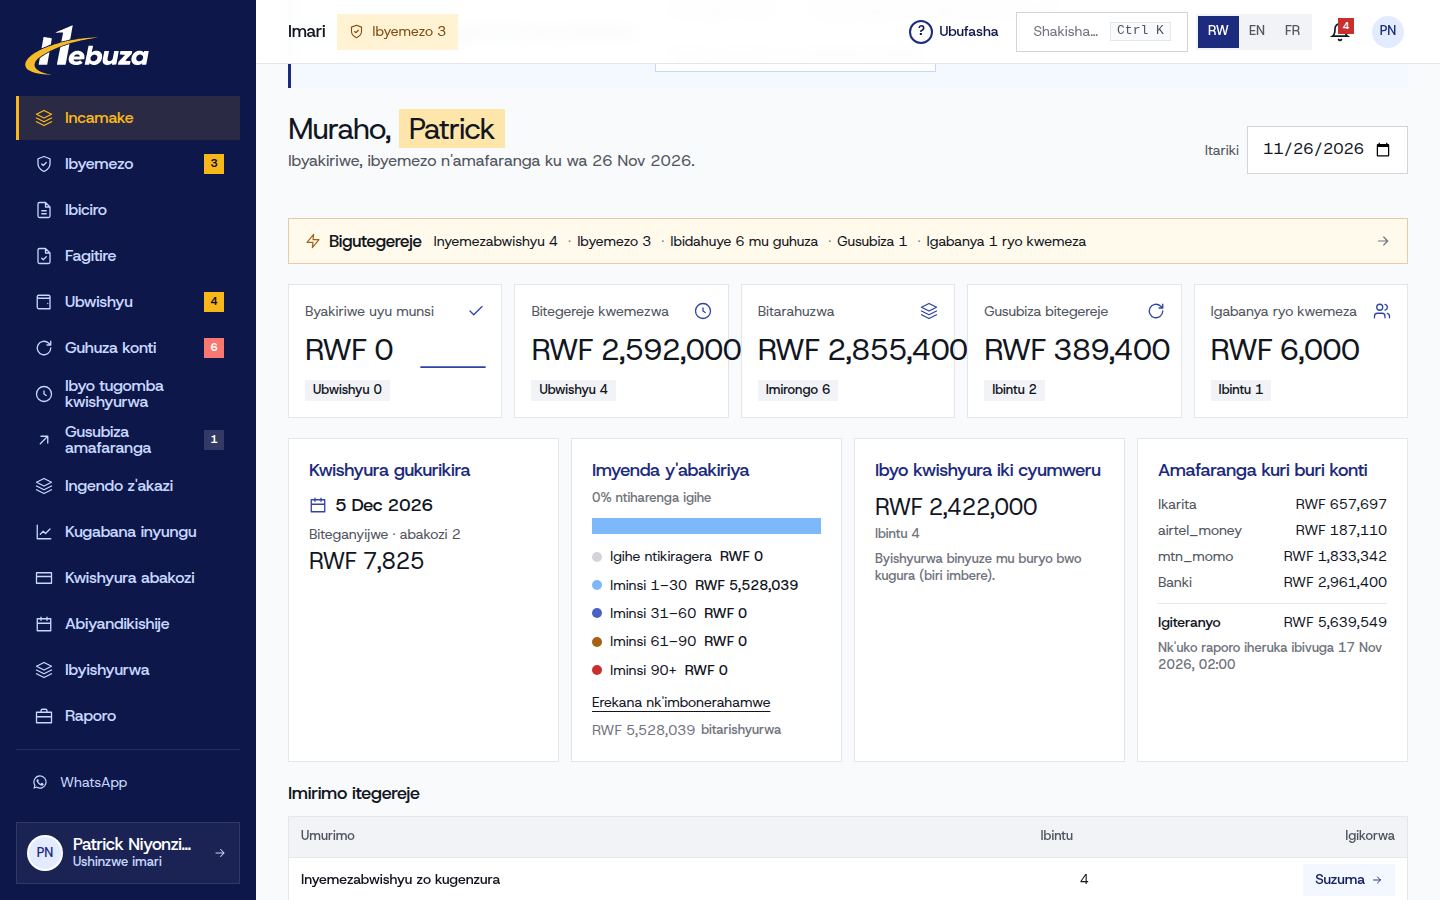 Hebuza
Incamake
Ibyemezo 3
Ibiciro
Fagitire
Ubwishyu 4
Guhuza konti 6
Ibyo tugomba
kwishyurwa
Gusubiza
amafaranga 1
Ingendo z'akazi
Kugabana inyungu
Kwishyura abakozi
Abiyandikishije
Ibyishyurwa
Raporo
WhatsApp
PN Patrick Niyonzi...
Ushinzwe imari
Imari Ibyemezo 3 ? Ubufasha Shakisha... Ctrl K RW EN FR 4 PN
Muraho, Patrick
Ibyakiriwe, ibyemezo n'amafaranga ku wa 26 Nov 2026.
Itariki 11/26/2026
Bigutegereje Inyemezabwishyu 4 · Ibyemezo 3 · Ibidahuye 6 mu guhuza · Gusubiza 1 · Igabanya 1 ryo kwemeza
Byakiriwe uyu munsi
RWF 0
Ubwishyu 0
Bitegereje kwemezwa
RWF 2,592,000
Ubwishyu 4
Bitarahuzwa
RWF 2,855,400
Imirongo 6
Gusubiza bitegereje
RWF 389,400
Ibintu 2
Igabanya ryo kwemeza
RWF 6,000
Ibintu 1
Kwishyura gukurikira
5 Dec 2026
Biteganyijwe · abakozi 2
RWF 7,825
Imyenda y'abakiriya
0% ntiharenga igihe
Igihe ntikiragera RWF 0
Iminsi 1–30 RWF 5,528,039
Iminsi 31–60 RWF 0
Iminsi 61–90 RWF 0
Iminsi 90+ RWF 0
Erekana nk'imbonerahamwe
RWF 5,528,039 bitarishyurwa
Ibyo kwishyura iki cyumweru
RWF 2,422,000
Ibintu 4
Byishyurwa binyuze mu buryo bwo
kugura (biri imbere).
Amafaranga kuri buri konti
Ikarita RWF 657,697
airtel_money RWF 187,110
mtn_momo RWF 1,833,342
Banki RWF 2,961,400
Igiteranyo RWF 5,639,549
Nk'uko raporo iheruka ibivuga 17 Nov
2026, 02:00
Imirimo itegereje
Umurimo Ibintu Igikorwa
Inyemezabwishyu zo kugenzura 4 Suzuma